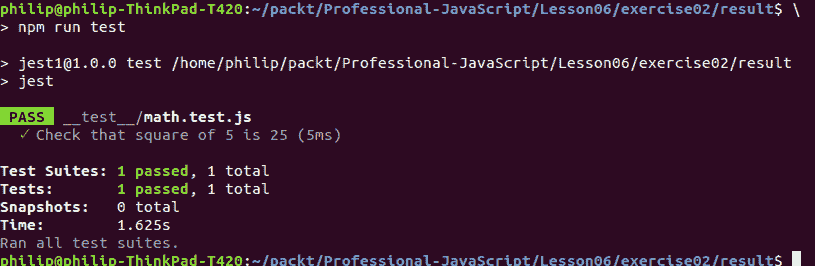 philip@philip-ThinkPad-T420:~/packt/Professional-JavaScript/Lesson06/exercise02/result$ \
> npm run test
> jest1@1.0.0 test /home/philip/packt/Professional-JavaScript/Lesson06/exercise02/result
> jest
PASS __test__/math.test.js
✓ Check that square of 5 is 25 (5ms)
Test Suites: 1 passed, 1 total
Tests: 1 passed, 1 total
Snapshots: 0 total
Time: 1.625s
Ran all test suites.
philip@philip-ThinkPad-T420:~/packt/Professional-JavaScript/Lesson06/exercise02/result$